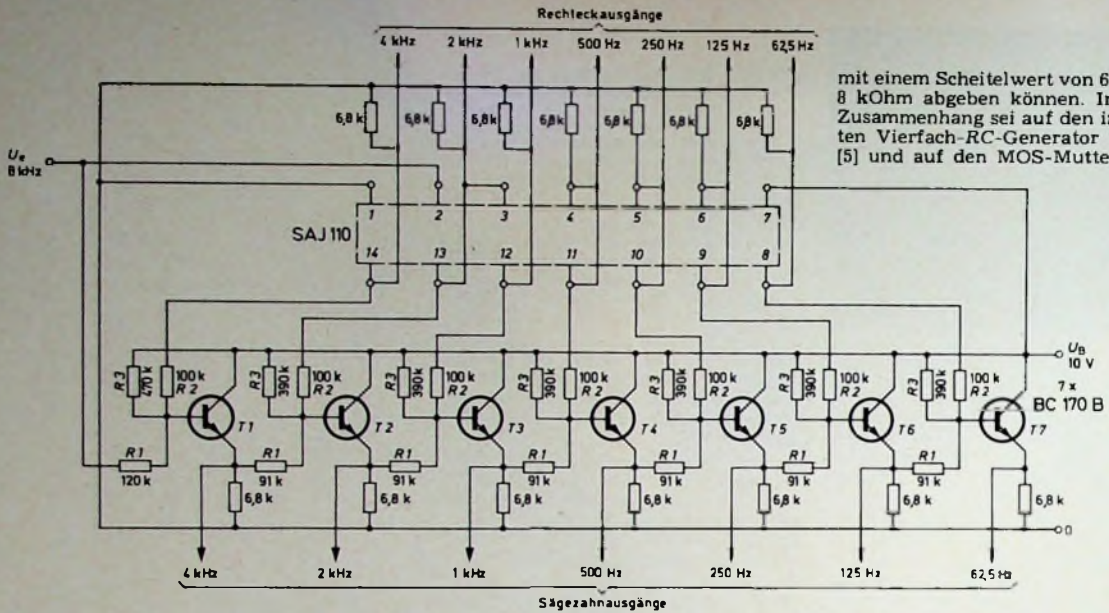 Rechteckausgänge
4 kHz 2 kHz 1 kHz 500 Hz 250 Hz 125 Hz 62,5 Hz
mit einem Scheitelwert von 6
8 kOhm abgeben können. In
Zusammenhang sei auf den i
ten Vierfach-RC-Generator
[5] und auf den MOS-Mutte
6,8 k 6,8 k 6,8 k 6,8 k 6,8 k 6,8 k 6,8 k
Ue
8 kHz
1 2 3 4 5 6 7
SAJ 110
14 13 12 11 10 9 8
UB
10 V
R3 470 k 100 k R2 R3 390 k 100 k R2 R3 390 k 100 k R2 R3 390 k 100 k R2 R3 390 k 100 k R2 R3 390 k 100 k R2 R3 390 k 100 k R2
7 x
BC 170 B
T1 T2 T3 T4 T5 T6 T7
R1 R1 R1 R1 R1 R1 R1
120 k 91 k 91 k 91 k 91 k 91 k 91 k
6,8 k 6,8 k 6,8 k 6,8 k 6,8 k 6,8 k 6,8 k
0
4 kHz 2 kHz 1 kHz 500 Hz 250 Hz 125 Hz 62,5 Hz
Sägezahnausgänge